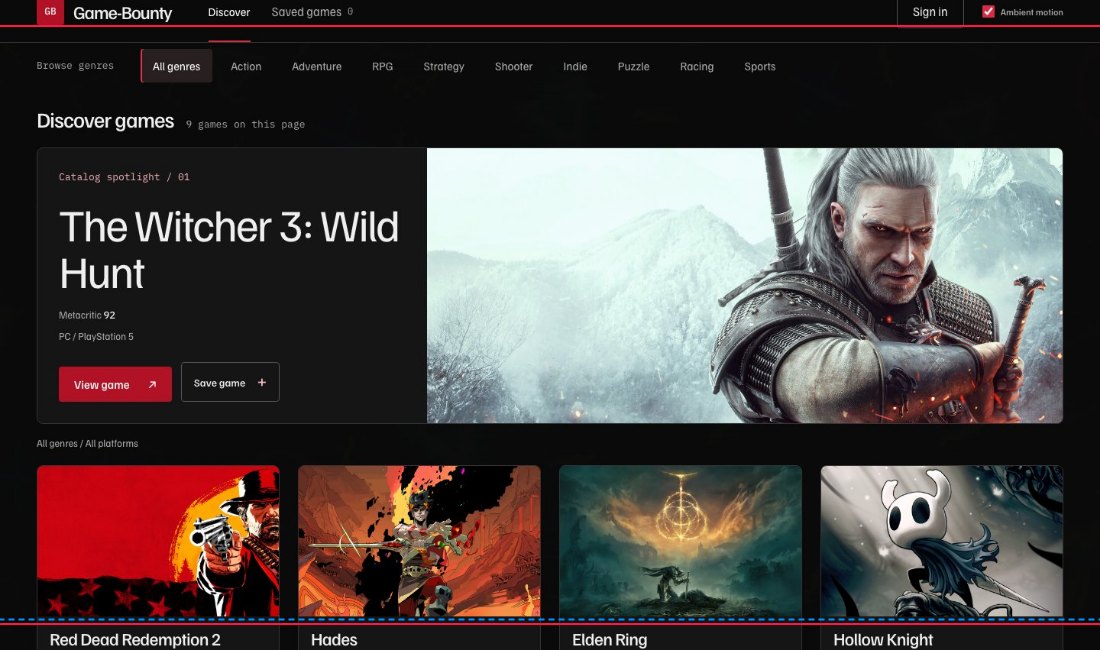 GB Game-Bounty Discover Saved games 0 Sign in Ambient motion
Browse genres All genres Action Adventure RPG Strategy Shooter Indie Puzzle Racing Sports
Discover games 9 games on this page
Catalog spotlight / 01
The Witcher 3: Wild
Hunt
Metacritic 92
PC / PlayStation 5
View game Save game
All genres / All platforms
Red Dead Redemption 2 Hades Elden Ring Hollow Knight